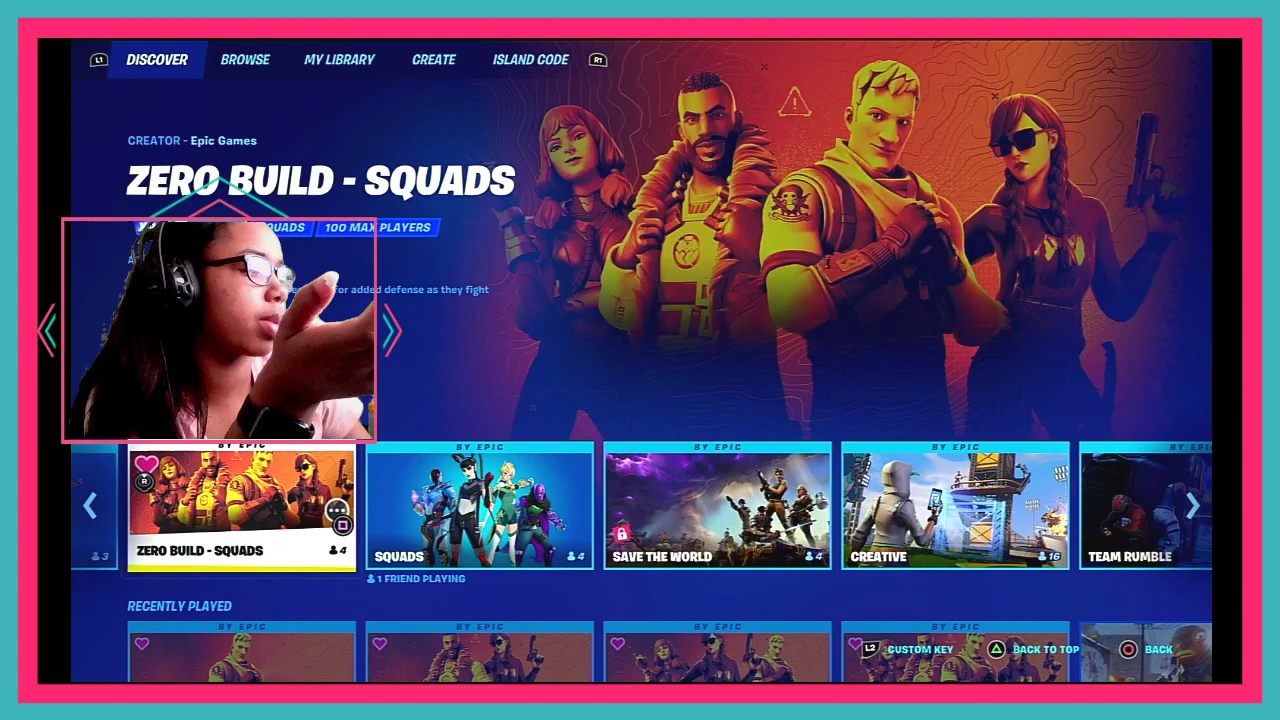 L1 DISCOVER BROWSE MY LIBRARY CREATE ISLAND CODE R1
CREATOR - Epic Games
ZERO BUILD - SQUADS
SQUADS 100 MAX PLAYERS
for added defense as they fight
BY EPIC BY EPIC BY EPIC BY EPIC
R
3 ZERO BUILD - SQUADS 4 SQUADS 4 SAVE THE WORLD 4 CREATIVE 16 TEAM RUMBLE
1 FRIEND PLAYING
RECENTLY PLAYED
BY EPIC BY EPIC BY EPIC BY EPIC
L2 CUSTOM KEY BACK TO TOP BACK